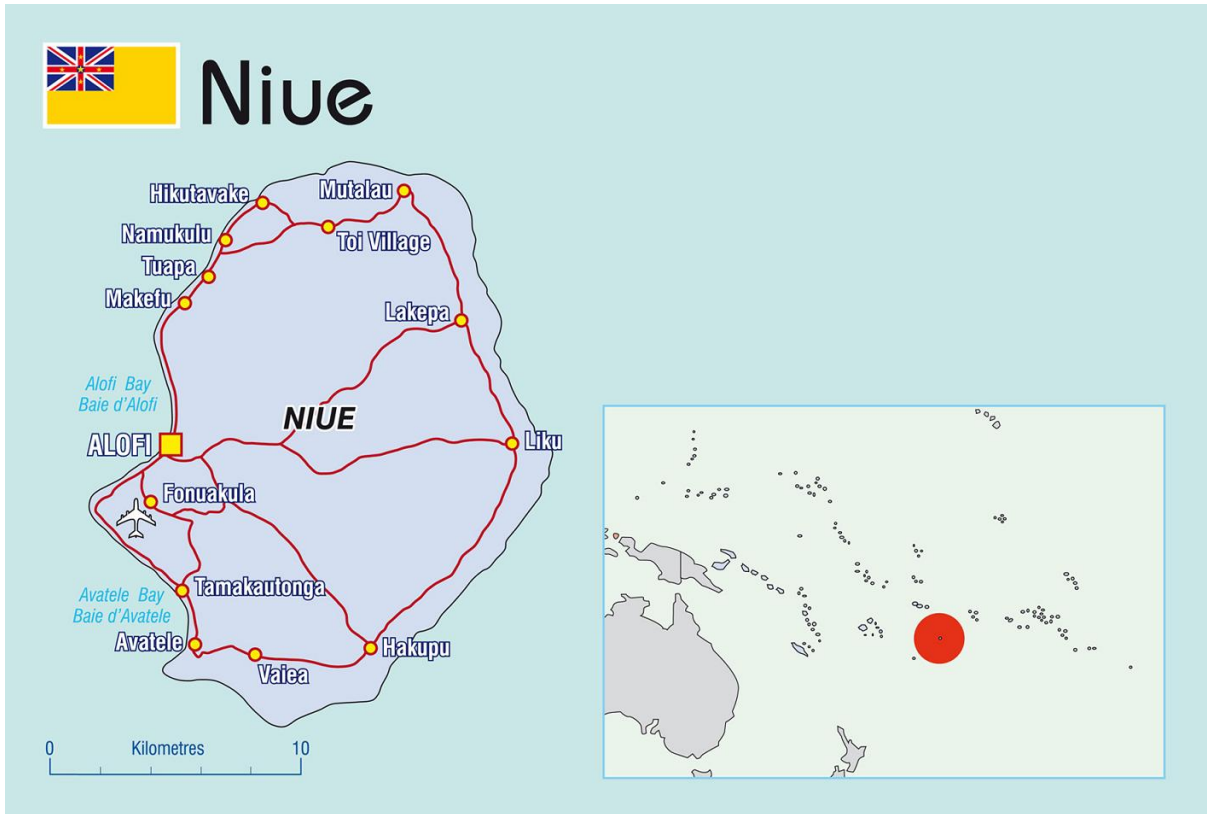 Niue
Hikutavake
Mutalau
Namukulu
Toi Village
Tuapa
Makefu
Lakepa
Alofi Bay
Baie d'Alofi
NIUE
ALOFI
Liku
Fonuakula
Tamakautonga
Avatele Bay
Baie d'Avatele
Avatele
Hakupu
Vaiea
0 Kilometres 10